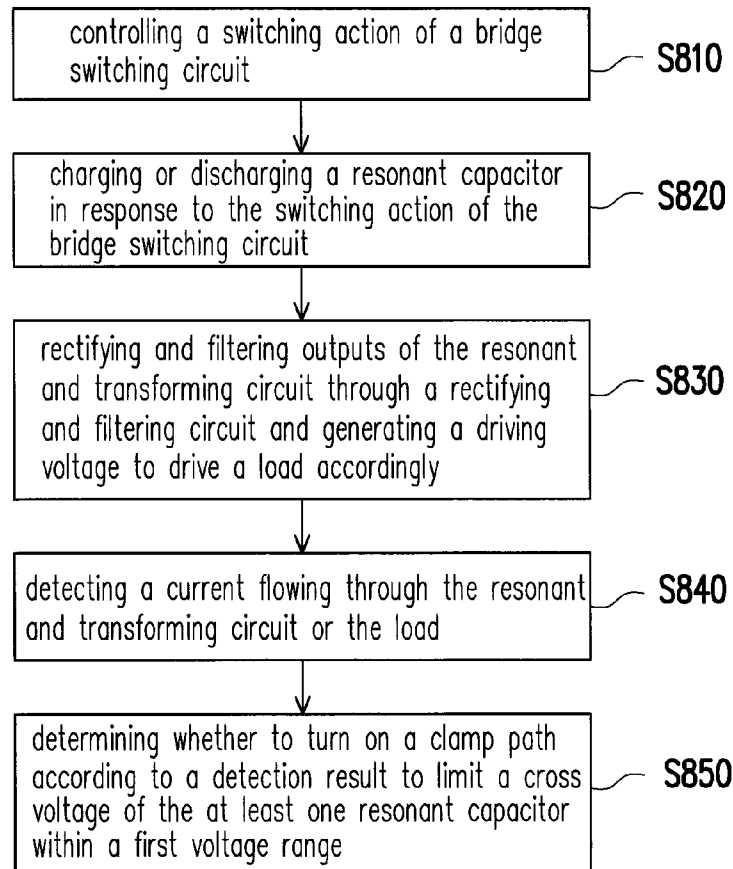 controlling a switching action of a bridge
switching circuit
S810
charging or discharging a resonant capacitor
in response to the switching action of the
bridge switching circuit
S820
rectifying and filtering outputs of the resonant
and transforming circuit through a rectifying
and filtering circuit and generating a driving
voltage to drive a load accordingly
S830
detecting a current flowing through the resonant
and transforming circuit or the load
S840
determining whether to turn on a clamp path
according to a detection result to limit a cross
voltage of the at least one resonant capacitor
within a first voltage range
S850